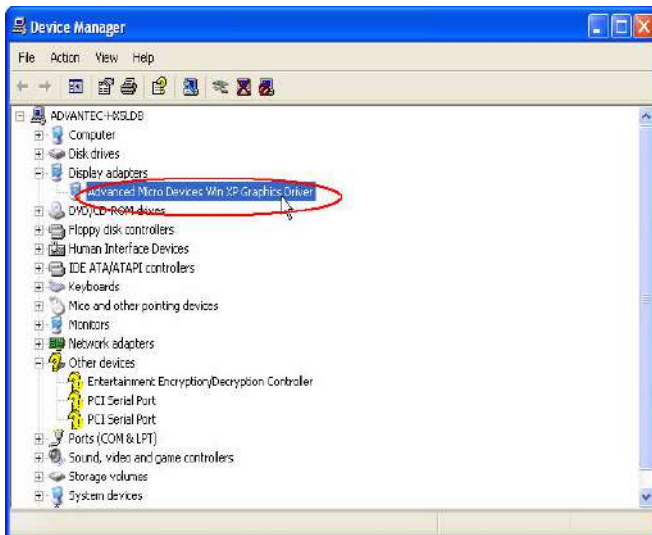 Device Manager
File Action View Help
ADVANTEC-HXSLDB
Computer
Disk drives
Display adapters
Advanced Micro Devices Win XP Graphics Driver
DVD/CD-ROM drives
Floppy disk controllers
Human Interface Devices
IDE ATA/ATAPI controllers
Keyboards
Mice and other pointing devices
Monitors
Network adapters
Other devices
Entertainment Encryption/Decryption Controller
PCI Serial Port
PCI Serial Port
Ports (COM & LPT)
Sound, video and game controllers
Storage volumes
System devices